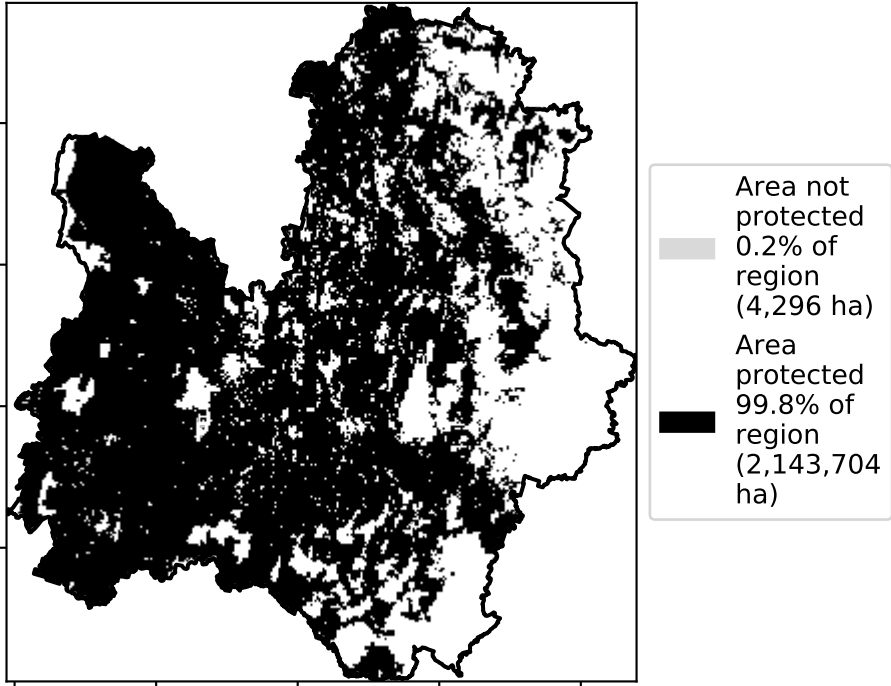 Area not
protected
0.2% of
region
(4,296 ha)
Area
protected
99.8% of
region
(2,143,704
ha)